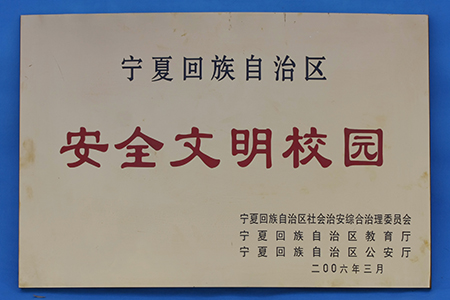 宁夏回族自治区
安全文明校园
宁夏回族自治区社会治安综合治理委员会
宁夏回族自治区教育厅
宁夏回族自治区公安厅
二00六年三月